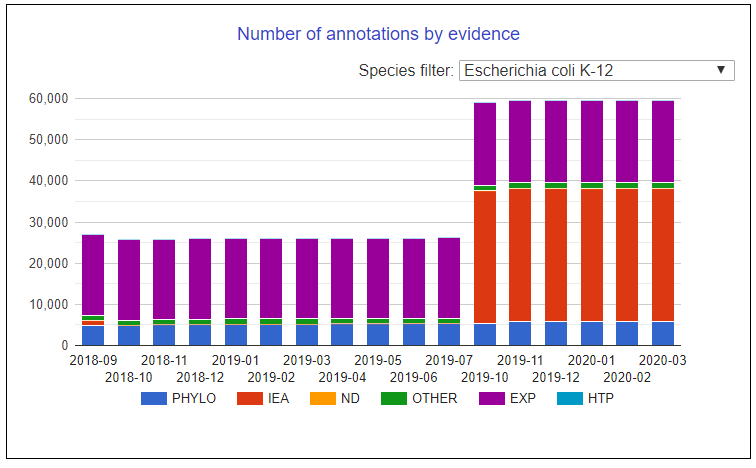 Number of annotations by evidence
Species filter: Escherichia coli K-12 ▼
60,000
50,000
40,000
30,000
20,000
10,000
0
2018-09 2018-11 2019-01 2019-03 2019-05 2019-07 2019-11 2020-01 2020-03
2018-10 2018-12 2019-02 2019-04 2019-06 2019-10 2019-12 2020-02
PHYLO IEA ND OTHER EXP HTP